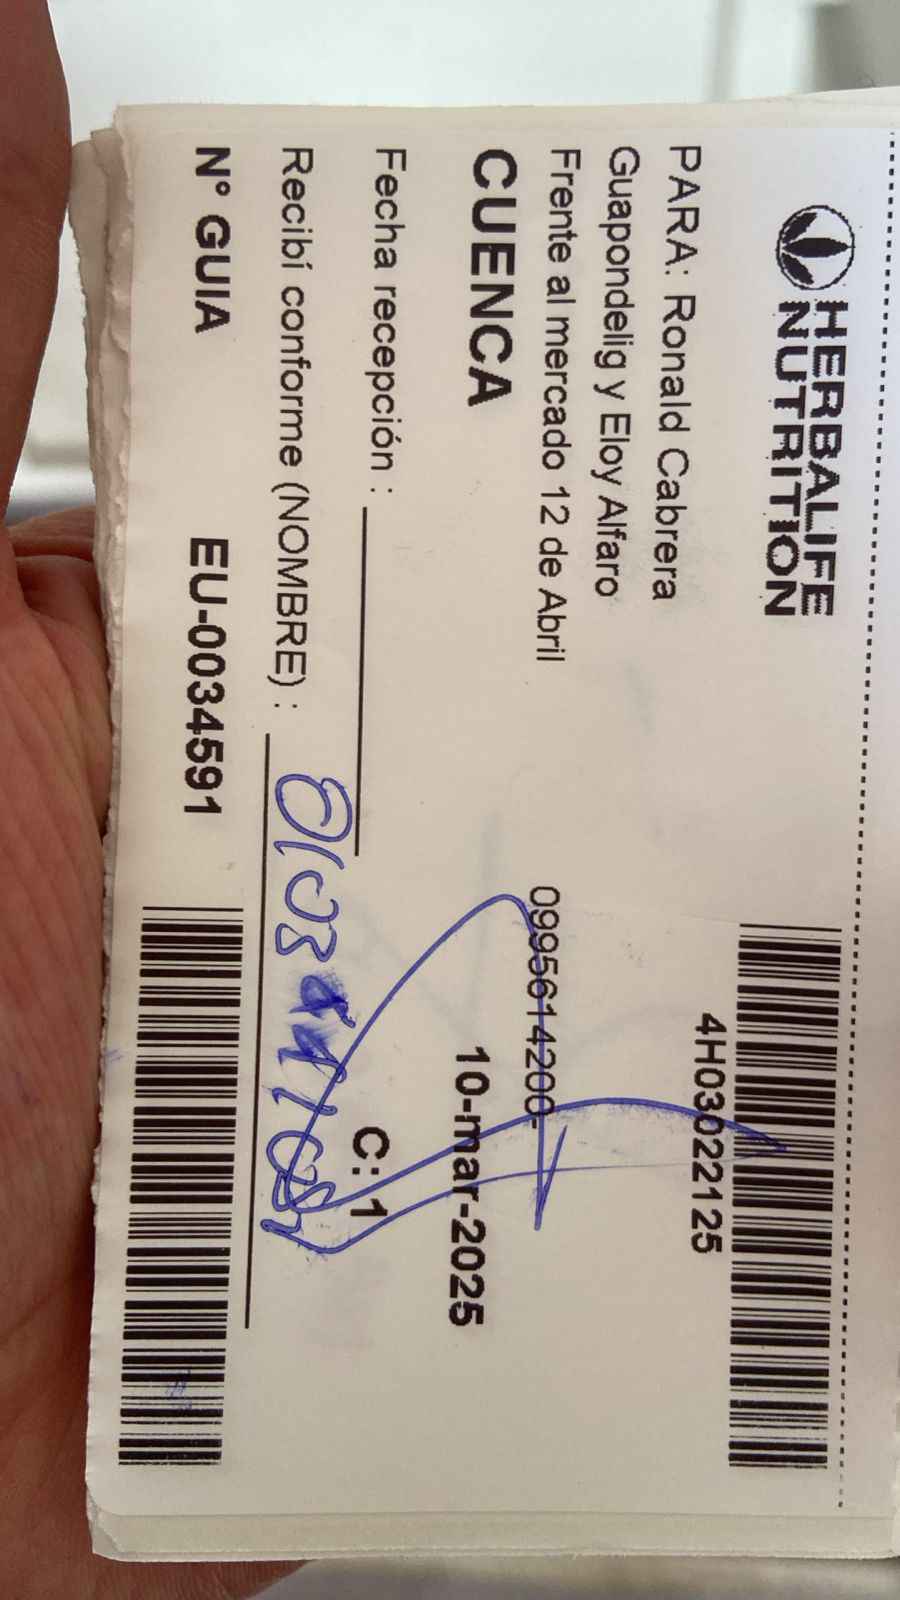 HERBALIFE
NUTRITION
4H03022125
PARA: Ronald Cabrera
Guapondelig y Eloy Alfaro
Frente al mercado 12 de Abril
0995614200-
CUENCA
10-mar-2025
Fecha recepción :
C: 1
Recibí conforme (NOMBRE) :
N° GUIA EU-0034591